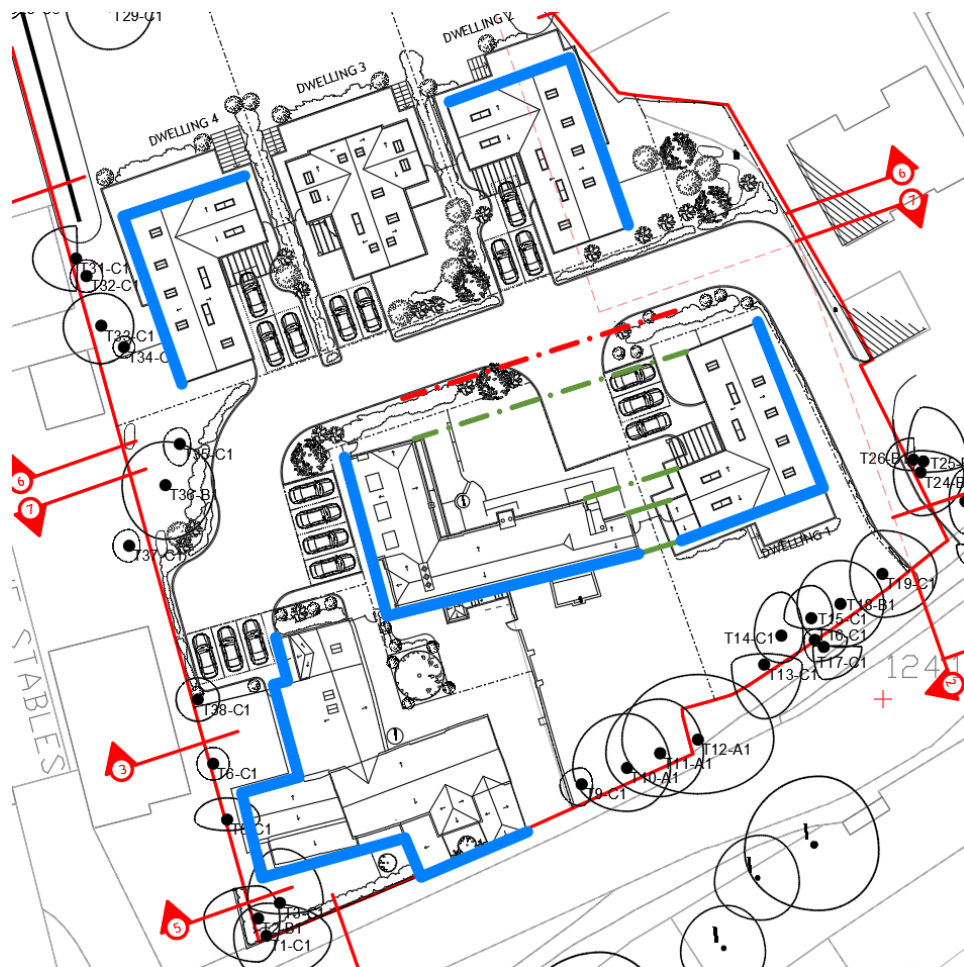 T29-C1
DWELLING 2
DWELLING 3
DWELLING 4
6
7
T31-C1
T32-C1
T33-C1
T34-C
T35-C1
6
T36-B1
7
T37-C1
T26-B1
T24-B
DWELLING 1
T19-C1
T18-B1
T15-C1
T16-C1
T14-C1
T17-C1
T13-C1
1241
2
STABLES
T38-C1
3
T6-C1
T12-A1
T11-A1
T10-A1
T9-C1
T3-C1
T2-B1
T1-C1
5